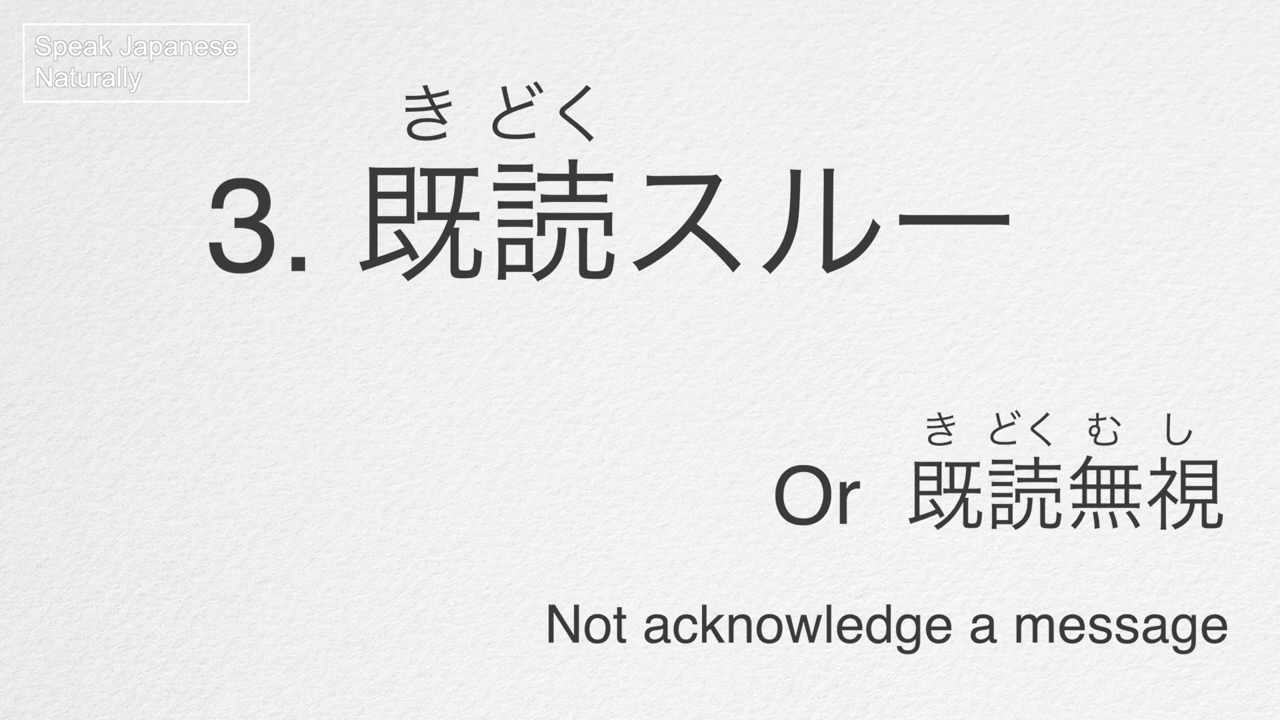 Speak Japanese
Naturally
き どく
3. 既読スルー
き どく む し
Or 既読無視
Not acknowledge a message